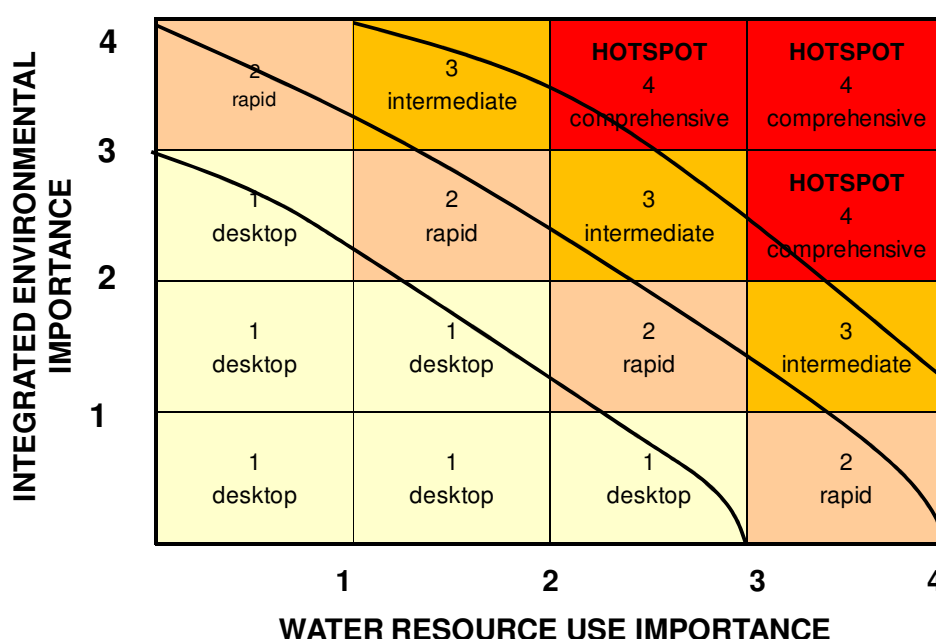 INTEGRATED ENVIRONMENTAL
IMPORTANCE
4
2
rapid
3
intermediate
HOTSPOT
4
comprehensive
HOTSPOT
4
comprehensive
3
1
desktop
2
rapid
3
intermediate
HOTSPOT
4
comprehensive
2
1
desktop
1
desktop
2
rapid
3
intermediate
1
1
desktop
1
desktop
1
desktop
2
rapid
1 2 3 4
WATER RESOURCE USE IMPORTANCE